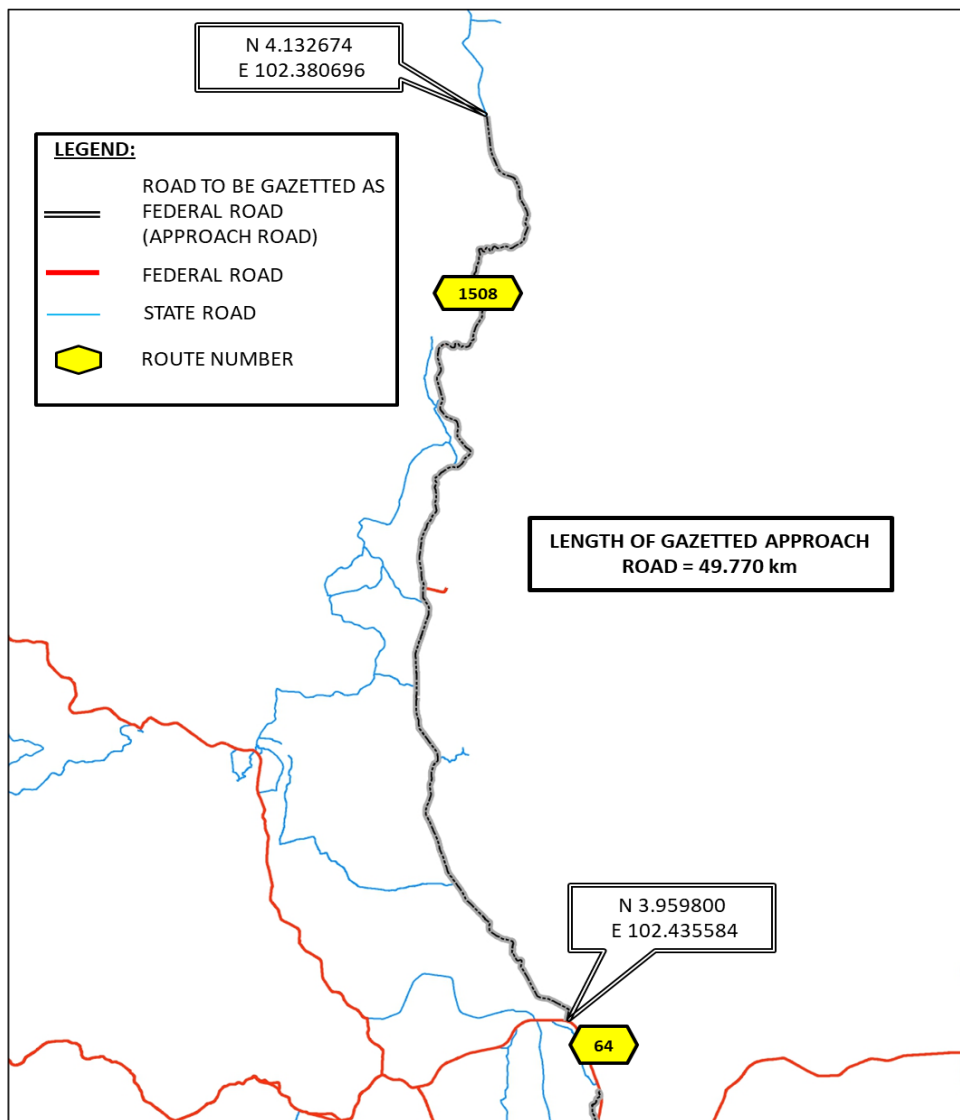 N 4.132674
E 102.380696
LEGEND:
ROAD TO BE GAZETTED AS
FEDERAL ROAD
(APPROACH ROAD)
FEDERAL ROAD
STATE ROAD
ROUTE NUMBER
1508
LENGTH OF GAZETTED APPROACH
ROAD = 49.770 km
N 3.959800
E 102.435584
64